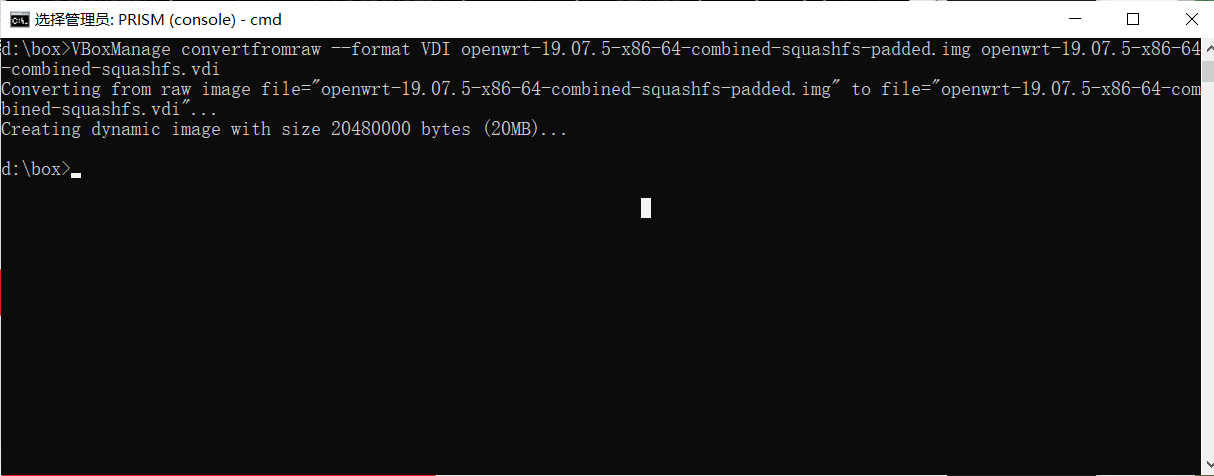 选择管理员: PRISM (console) - cmd
d:\box>VBoxManage convertfromraw --format VDI openwrt-19.07.5-x86-64-combined-squashfs-padded.img openwrt-19.07.5-x86-64
-combined-squashfs.vdi
Converting from raw image file="openwrt-19.07.5-x86-64-combined-squashfs-padded.img" to file="openwrt-19.07.5-x86-64-com
bined-squashfs.vdi"...
Creating dynamic image with size 20480000 bytes (20MB)...
d:\box>